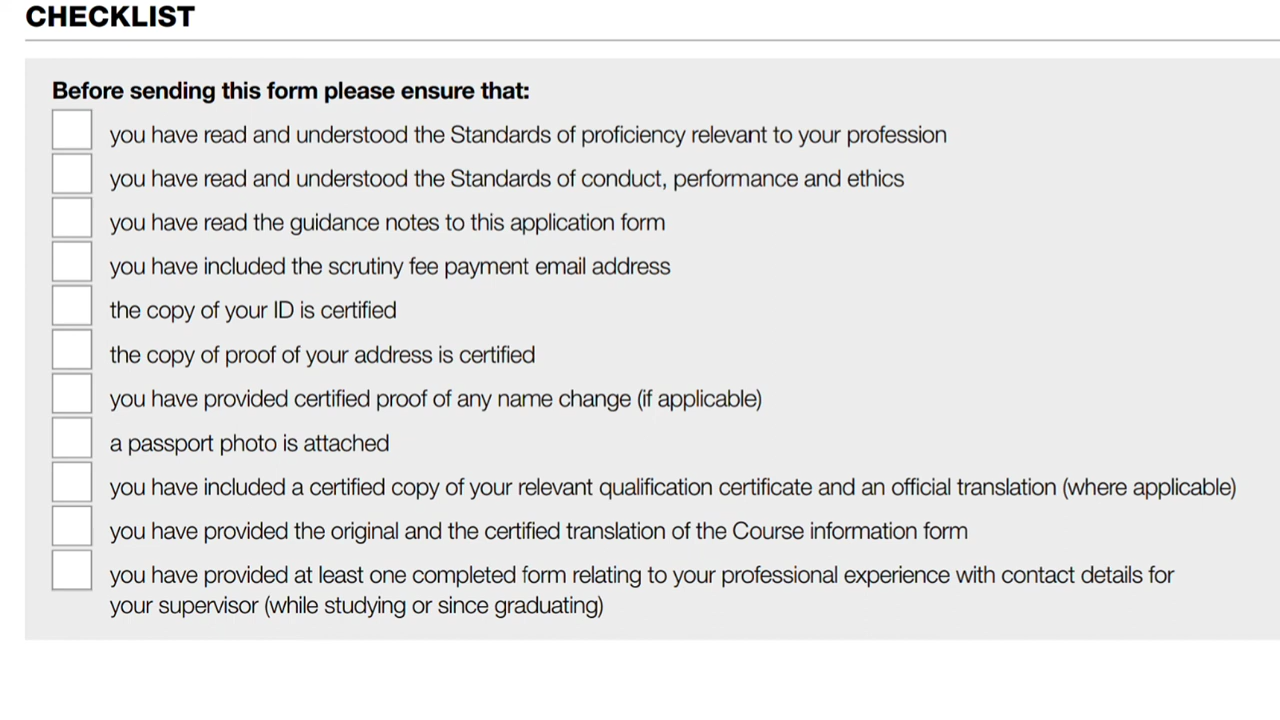 CHECKLIST
Before sending this form please ensure that:
you have read and understood the Standards of proficiency relevant to your profession
you have read and understood the Standards of conduct, performance and ethics
you have read the guidance notes to this application form
you have included the scrutiny fee payment email address
the copy of your ID is certified
the copy of proof of your address is certified
you have provided certified proof of any name change (if applicable)
a passport photo is attached
you have included a certified copy of your relevant qualification certificate and an official translation (where applicable)
you have provided the original and the certified translation of the Course information form
you have provided at least one completed form relating to your professional experience with contact details for
your supervisor (while studying or since graduating)